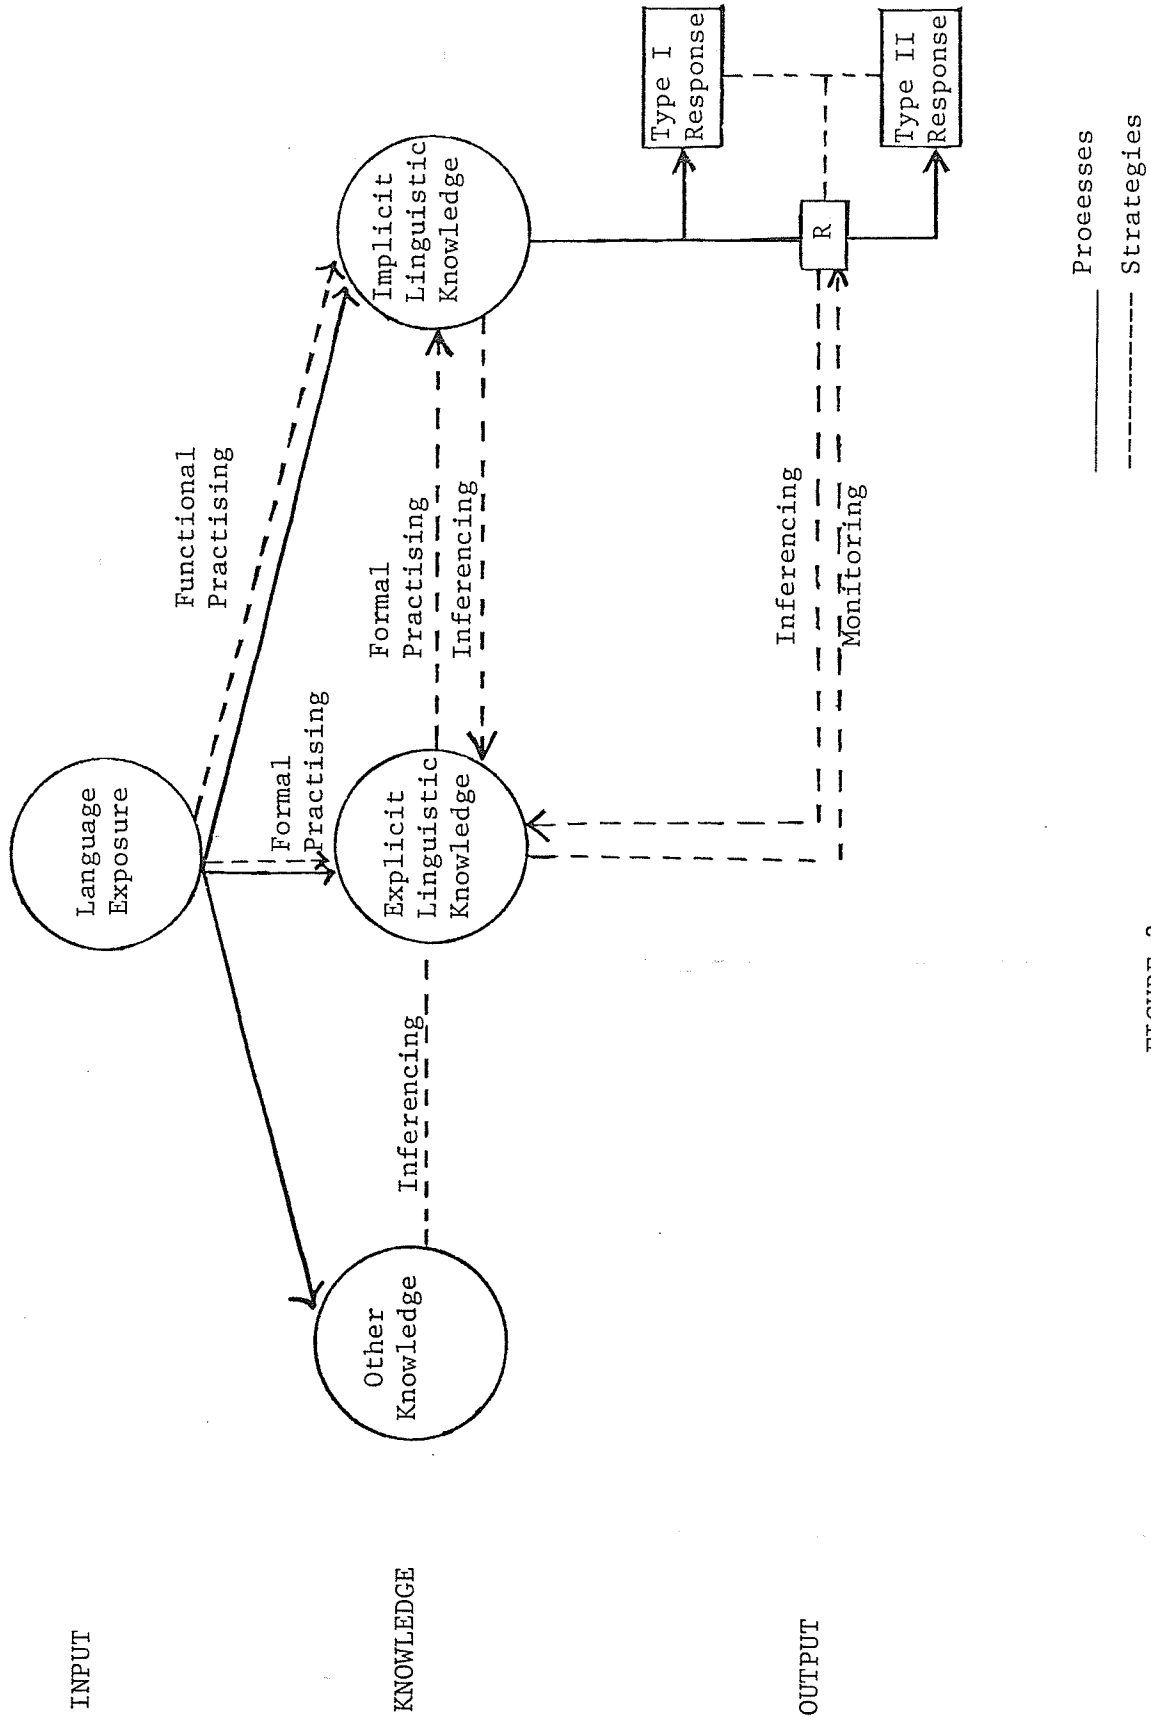 INPUT
Language
Exposure
Functional
Practising
Formal
Practising
KNOWLEDGE
Other
Knowledge
Inferencing
Explicit
Linguistic
Knowledge
Formal
Practising
Inferencing
Implicit
Linguistic
Knowledge
OUTPUT
Inferencing
Monitoring
R
Type I
Response
Type II
Response
Processes
Strategies